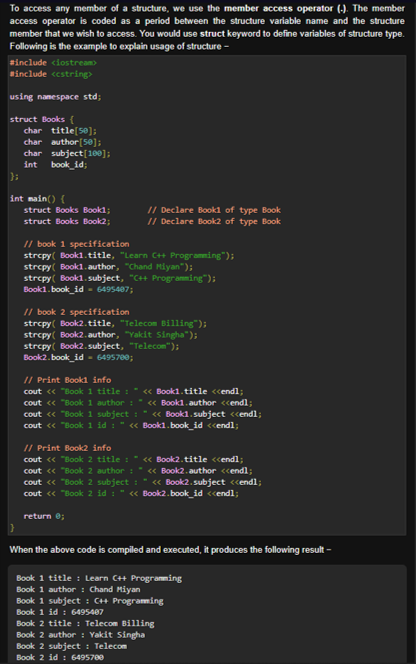 To access any member of a structure, we use the member access operator (.). The member
access operator is coded as a period between the structure variable name and the structure
member that we wish to access. You would use struct keyword to define variables of structure type.
Following is the example to explain usage of structure −
#include <iostream>
#include <cstring>
using namespace std;
struct Books {
char title[50];
char author[50];
char subject[100];
int book_id;
};
int main() {
struct Books Book1; // Declare Book1 of type Book
struct Books Book2; // Declare Book2 of type Book
// book 1 specification
strcpy( Book1.title, "Learn C++ Programming");
strcpy( Book1.author, "Chand Miyan");
strcpy( Book1.subject, "C++ Programming");
Book1.book_id = 6495407;
// book 2 specification
strcpy( Book2.title, "Telecom Billing");
strcpy( Book2.author, "Yakit Singha");
strcpy( Book2.subject, "Telecom");
Book2.book_id = 6495700;
// Print Book1 info
cout << "Book 1 title : " << Book1.title <<endl;
cout << "Book 1 author : " << Book1.author <<endl;
cout << "Book 1 subject : " << Book1.subject <<endl;
cout << "Book 1 id : " << Book1.book_id <<endl;
// Print Book2 info
cout << "Book 2 title : " << Book2.title <<endl;
cout << "Book 2 author : " << Book2.author <<endl;
cout << "Book 2 subject : " << Book2.subject <<endl;
cout << "Book 2 id : " << Book2.book_id <<endl;
return 0;
}
When the above code is compiled and executed, it produces the following result −
Book 1 title : Learn C++ Programming
Book 1 author : Chand Miyan
Book 1 subject : C++ Programming
Book 1 id : 6495407
Book 2 title : Telecom Billing
Book 2 author : Yakit Singha
Book 2 subject : Telecom
Book 2 id : 6495700